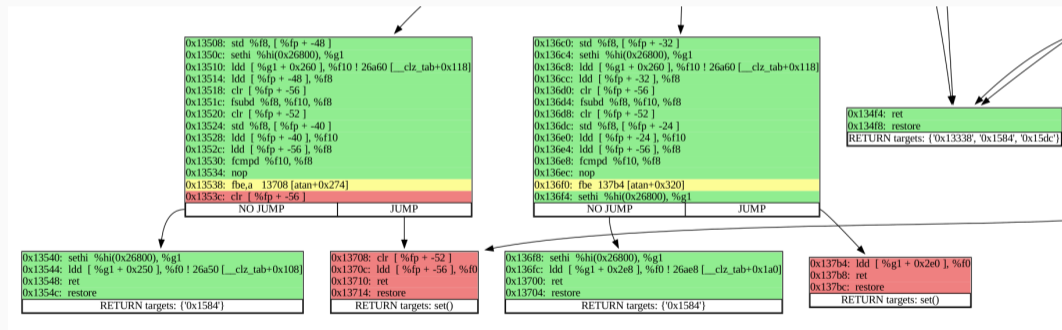 0x13508: std %f8, [ %fp + -48 ]
0x1350c: sethi %hi(0x26800), %g1
0x13510: ldd [ %g1 + 0x260 ], %f10 ! 26a60 [__clz_tab+0x118]
0x13514: ldd [ %fp + -48 ], %f8
0x13518: clr [ %fp + -56 ]
0x1351c: fsubd %f8, %f10, %f8
0x13520: clr [ %fp + -52 ]
0x13524: std %f8, [ %fp + -40 ]
0x13528: ldd [ %fp + -40 ], %f10
0x1352c: ldd [ %fp + -56 ], %f8
0x13530: fcmpd %f10, %f8
0x13534: nop
0x13538: fbe,a 13708 [atan+0x274]
0x1353c: clr [ %fp + -56 ]
NO JUMP JUMP
0x136c0: std %f8, [ %fp + -32 ]
0x136c4: sethi %hi(0x26800), %g1
0x136c8: ldd [ %g1 + 0x260 ], %f10 ! 26a60 [__clz_tab+0x118]
0x136cc: ldd [ %fp + -32 ], %f8
0x136d0: clr [ %fp + -56 ]
0x136d4: fsubd %f8, %f10, %f8
0x136d8: clr [ %fp + -52 ]
0x136dc: std %f8, [ %fp + -24 ]
0x136e0: ldd [ %fp + -24 ], %f10
0x136e4: ldd [ %fp + -56 ], %f8
0x136e8: fcmpd %f10, %f8
0x136ec: nop
0x136f0: fbe 137b4 [atan+0x320]
0x136f4: sethi %hi(0x26800), %g1
NO JUMP JUMP
0x134f4: ret
0x134f8: restore
RETURN targets: {'0x13338', '0x1584', '0x15dc'}
0x13540: sethi %hi(0x26800), %g1
0x13544: ldd [ %g1 + 0x250 ], %f0 ! 26a50 [__clz_tab+0x108]
0x13548: ret
0x1354c: restore
RETURN targets: {'0x1584'}
0x13708: clr [ %fp + -52 ]
0x1370c: ldd [ %fp + -56 ], %f0
0x13710: ret
0x13714: restore
RETURN targets: set()
0x136f8: sethi %hi(0x26800), %g1
0x136fc: ldd [ %g1 + 0x2e8 ], %f0 ! 26ae8 [__clz_tab+0x1a0]
0x13700: ret
0x13704: restore
RETURN targets: {'0x1584'}
0x137b4: ldd [ %g1 + 0x2e0 ], %f0
0x137b8: ret
0x137bc: restore
RETURN targets: set()